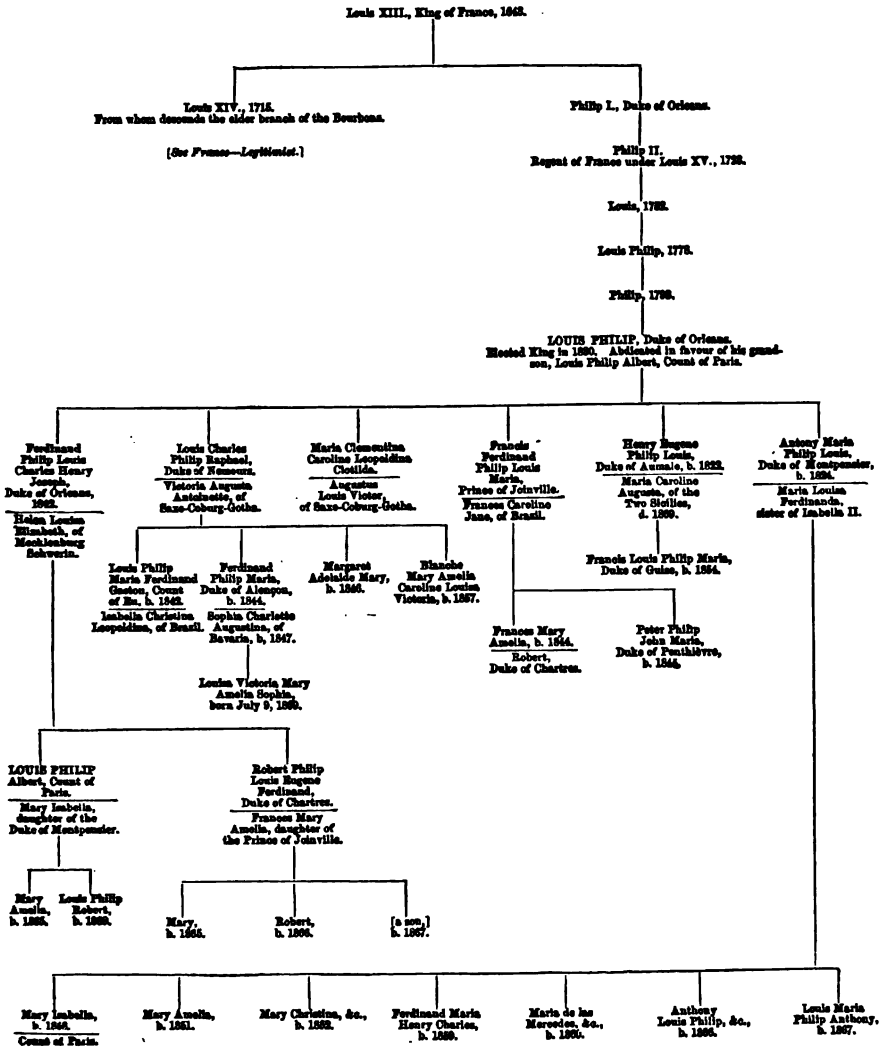 Louis XIII., King of France, 1643.
Louis XIV., 1715.
From whom descends the elder branch of the Bourbons.
[See France—Legitimist.]
Philip I., Duke of Orleans.
Philip II.
Regent of France under Louis XV., 1723.
Louis, 1752.
Louis Philip,
Philip, 1793.
LOUIS PHILIP, Duke of Orleans.
Elected King in 1830. Abdicated in favour of his grand-
son, Louis Philip Albert, Count of Paris.
Ferdinand
Philip Louis
Charles Henry
Joseph,
Duke of Orleans,
1842.
Helen Louisa
Elizabeth, of
Mecklenburg
Schwerin.
Louis Charles
Philip Raphael,
Duke of Nemours.
Victoria Augusta
Antoinette, of
Saxe-Coburg-Gotha.
Maria Clementina
Caroline Leopoldina
Clotilda.
Augustus
Louis Victor,
of Saxe-Coburg-Gotha.
Francis
Ferdinand
Philip Louis
Maria,
Prince of Joinville.
Frances Caroline
Jane, of Brazil.
Henry Eugene
Philip Louis,
Duke of Aumale, b. 1822.
Maria Caroline
Augusta, of the
Two Sicilies,
d. 1869.
Antony Maria
Philip Louis,
Duke of Montpensier,
b. 1824.
Maria Louisa
Ferdinanda,
sister of Isabella II.
Louis Philip
Maria Ferdinand
Gaston, Count
of Eu, b. 1842.
Isabella Christina
Leopoldina, of Brazil.
Ferdinand
Philip Maria,
Duke of Alençon,
b. 1844.
Sophia Charlotte
Augustina, of
Bavaria, b. 1847.
Margaret
Adelaide Mary,
b. 1846.
Blanche
Mary Amelia
Caroline Louisa
Victoria, b. 1857.
Francis Louis Philip Maria,
Duke of Guise, b. 1854.
Frances Mary
Amelia, b. 1844.
Robert,
Duke of Chartres.
Peter Philip
John Maria,
Duke of Penthièvre,
b. 1845.
Louisa Victoria Mary
Amelia Sophia,
born July 9, 1869.
LOUIS PHILIP
Albert, Count of
Paris.
Mary Isabella,
daughter of the
Duke of Montpensier.
Robert Philip
Louis Eugene
Ferdinand,
Duke of Chartres.
Frances Mary
Amelia, daughter of
the Prince of Joinville.
Mary
Amelia,
b. 1865.
Louis Philip
Robert,
b.
Mary,
b. 1865.
Robert,
b. 1866.
[a son,]
b. 1867.
Mary Isabella,
b. 1848.
Count of Paris.
Mary Amelia,
b. 1851.
Mary Christina, &c.,
b. 1852.
Ferdinand Maria
Henry Charles,
b. 1859.
Maria de las
Mercedes, &c.,
b. 1860.
Anthony
Louis Philip, &c.,
b. 1866.
Louis Maria
Philip Anthony,
b. 1867.